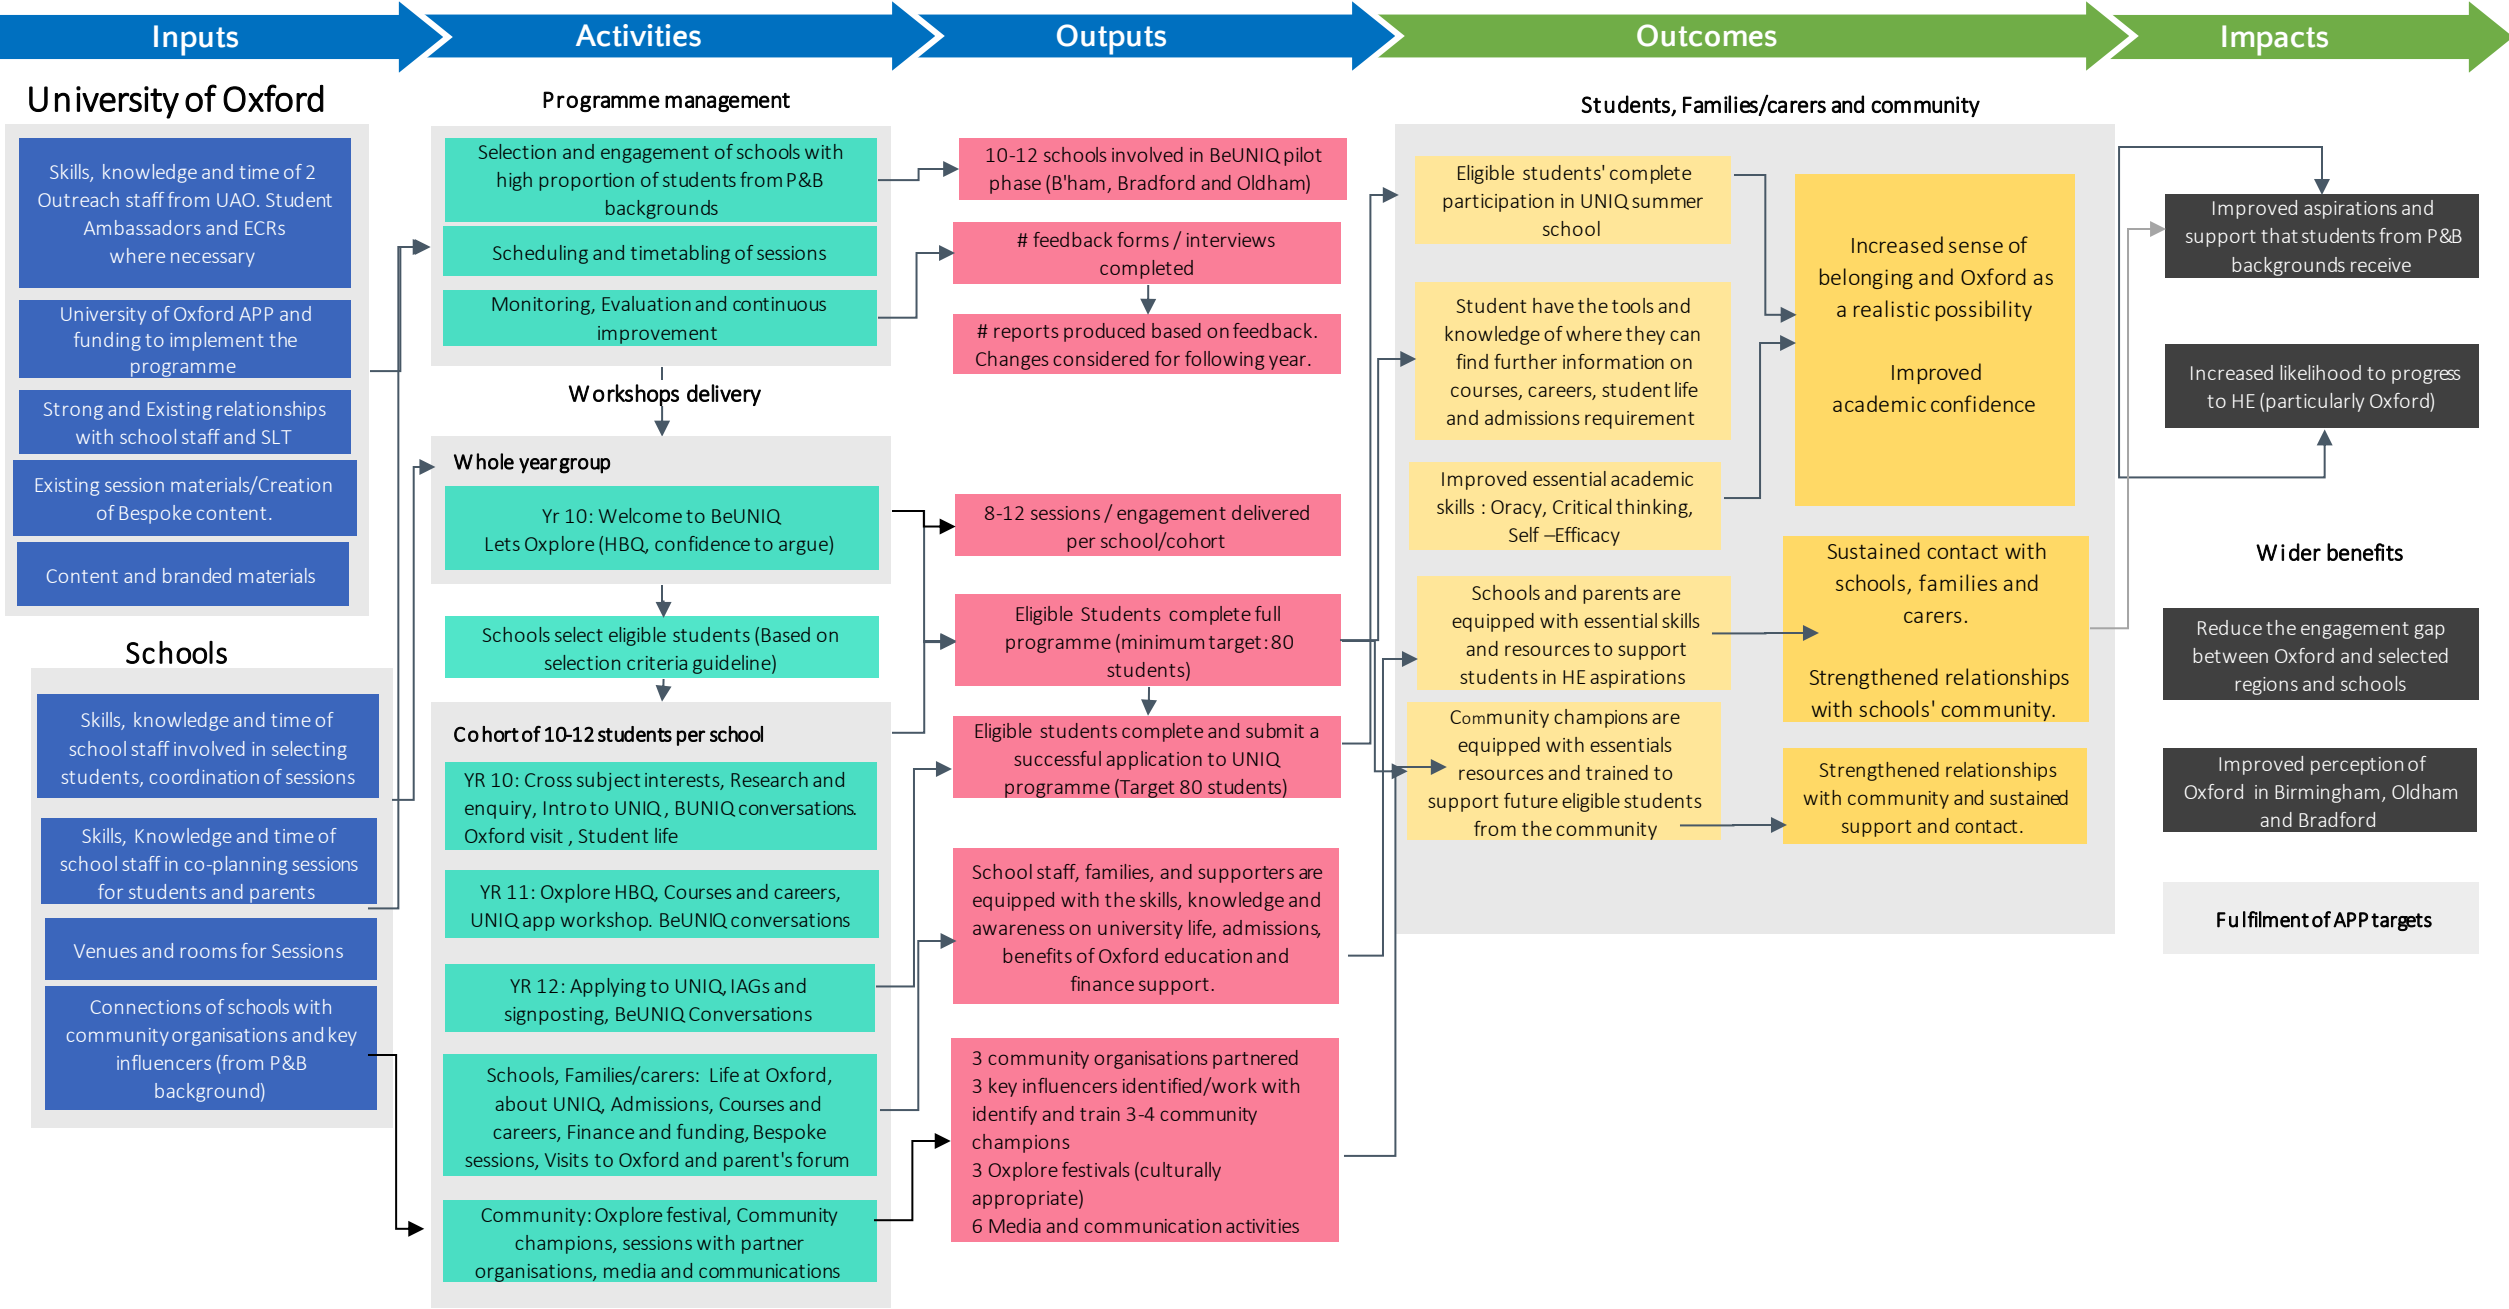 Inputs
Activities
Outputs
Outcomes
Impacts
University of Oxford
Skills, knowledge and time of 2
Outreach staff from UAO. Student
Ambassadors and ECRs
where necessary
University of Oxford APP and
funding to implement the
programme
Strong and Existing relationships
with school staff and SLT
Existing session materials/Creation
of Bespoke content.
Content and branded materials
Schools
Skills, knowledge and time of
school staff involved in selecting
students, coordination of sessions
Skills, Knowledge and time of
school staff in co-planning sessions
for students and parents
Venues and rooms for Sessions
Connections of schools with
community organisations and key
influencers (from P&B
background)
Programme management
Selection and engagement of schools with
high proportion of students from P&B
backgrounds
Scheduling and timetabling of sessions
Monitoring, Evaluation and continuous
improvement
Workshops delivery
Whole year group
Yr 10: Welcome to BeUNIQ
Lets Oxplore (HBQ, confidence to argue)
Schools select eligible students (Based on
selection criteria guideline)
Cohort of 10-12 students per school
YR 10: Cross subject interests, Research and
enquiry, Intro to UNIQ , BUNIQ conversations.
Oxford visit , Student life
YR 11: Oxplore HBQ, Courses and careers,
UNIQ app workshop. BeUNIQ conversations
YR 12: Applying to UNIQ, IAGs and
signposting, BeUNIQ Conversations
Schools, Families/carers: Life at Oxford,
about UNIQ, Admissions, Courses and
careers, Finance and funding, Bespoke
sessions, Visits to Oxford and parent's forum
Community: Oxplore festival, Community
champions, sessions with partner
organisations, media and communications
10-12 schools involved in BeUNIQ pilot
phase (B'ham, Bradford and Oldham)
# feedback forms / interviews
completed
# reports produced based on feedback.
Changes considered for following year.
8-12 sessions / engagement delivered
per school/cohort
Eligible Students complete full
programme (minimum target: 80
students)
Eligible students complete and submit a
successful application to UNIQ
programme (Target 80 students)
School staff, families, and supporters are
equipped with the skills, knowledge and
awareness on university life, admissions,
benefits of Oxford education and
finance support.
3 community organisations partnered
3 key influencers identified/work with
identify and train 3-4 community
champions
3 Oxplore festivals (culturally
appropriate)
6 Media and communication activities
Students, Families/carers and community
Eligible students' complete
participation in UNIQ summer
school
Student have the tools and
knowledge of where they can
find further information on
courses, careers, student life
and admissions requirement
Improved essential academic
skills : Oracy, Critical thinking,
Self –Efficacy
Schools and parents are
equipped with essential skills
and resources to support
students in HE aspirations
Community champions are
equipped with essentials
resources and trained to
support future eligible students
from the community
Increased sense of
belonging and Oxford as
a realistic possibility
Improved
academic confidence
Sustained contact with
schools, families and
carers.
Strengthened relationships
with schools' community.
Strengthened relationships
with community and sustained
support and contact.
Improved aspirations and
support that students from P&B
backgrounds receive
Increased likelihood to progress
to HE (particularly Oxford)
Wider benefits
Reduce the engagement gap
between Oxford and selected
regions and schools
Improved perception of
Oxford in Birmingham, Oldham
and Bradford
Fulfilment of APP targets